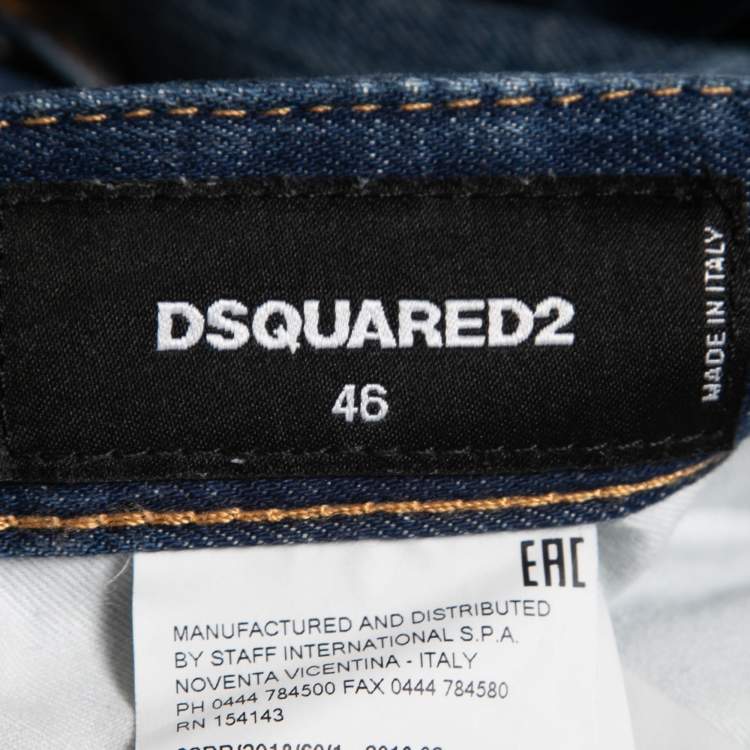 DSQUARED2
46
MADE IN ITALY
EAC
MANUFACTURED AND DISTRIBUTED
BY STAFF INTERNATIONAL S.P.A.
NOVENTA VICENTINA - ITALY
PH 0444 784500 FAX 0444 784580
RN 154143